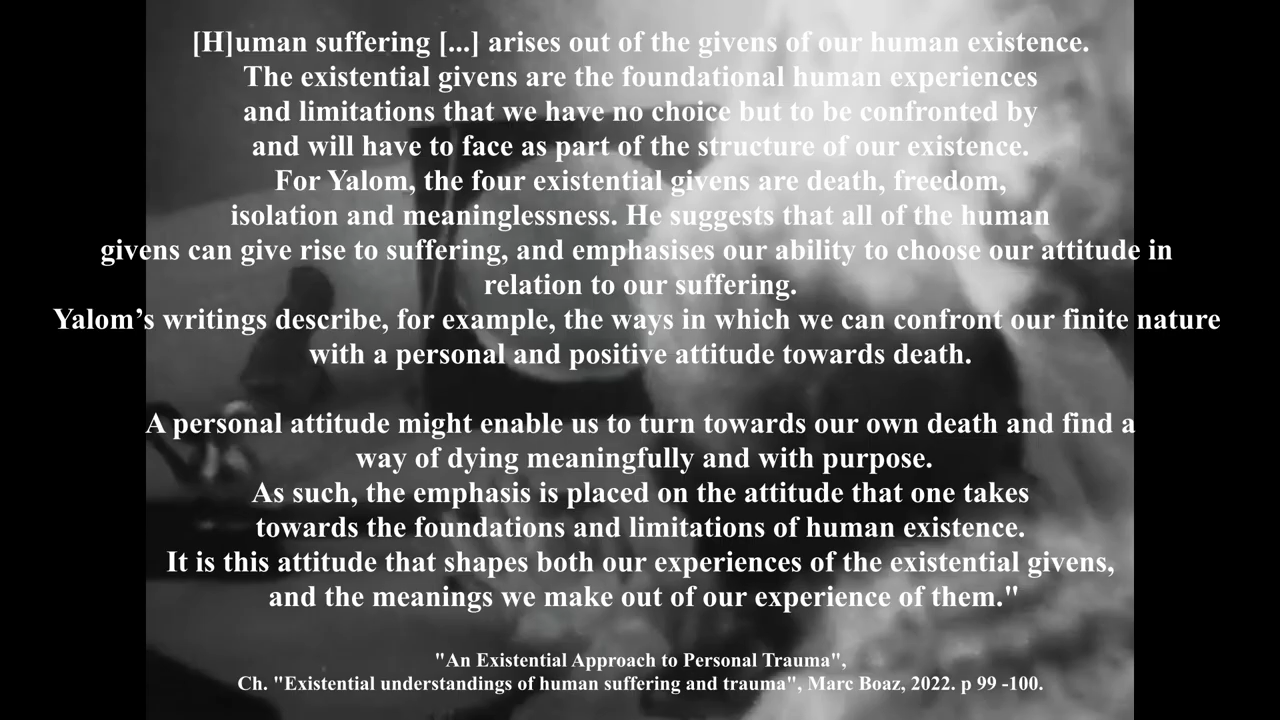 [H]uman suffering [...] arises out of the givens of our human existence.
The existential givens are the foundational human experiences
and limitations that we have no choice but to be confronted by
and will have to face as part of the structure of our existence.
For Yalom, the four existential givens are death, freedom,
isolation and meaninglessness. He suggests that all of the human
givens can give rise to suffering, and emphasises our ability to choose our attitude in
relation to our suffering.
Yalom’s writings describe, for example, the ways in which we can confront our finite nature
with a personal and positive attitude towards death.
A personal attitude might enable us to turn towards our own death and find a
way of dying meaningfully and with purpose.
As such, the emphasis is placed on the attitude that one takes
towards the foundations and limitations of human existence.
It is this attitude that shapes both our experiences of the existential givens,
and the meanings we make out of our experience of them."
"An Existential Approach to Personal Trauma",
Ch. "Existential understandings of human suffering and trauma", Marc Boaz, 2022. p 99 -100.